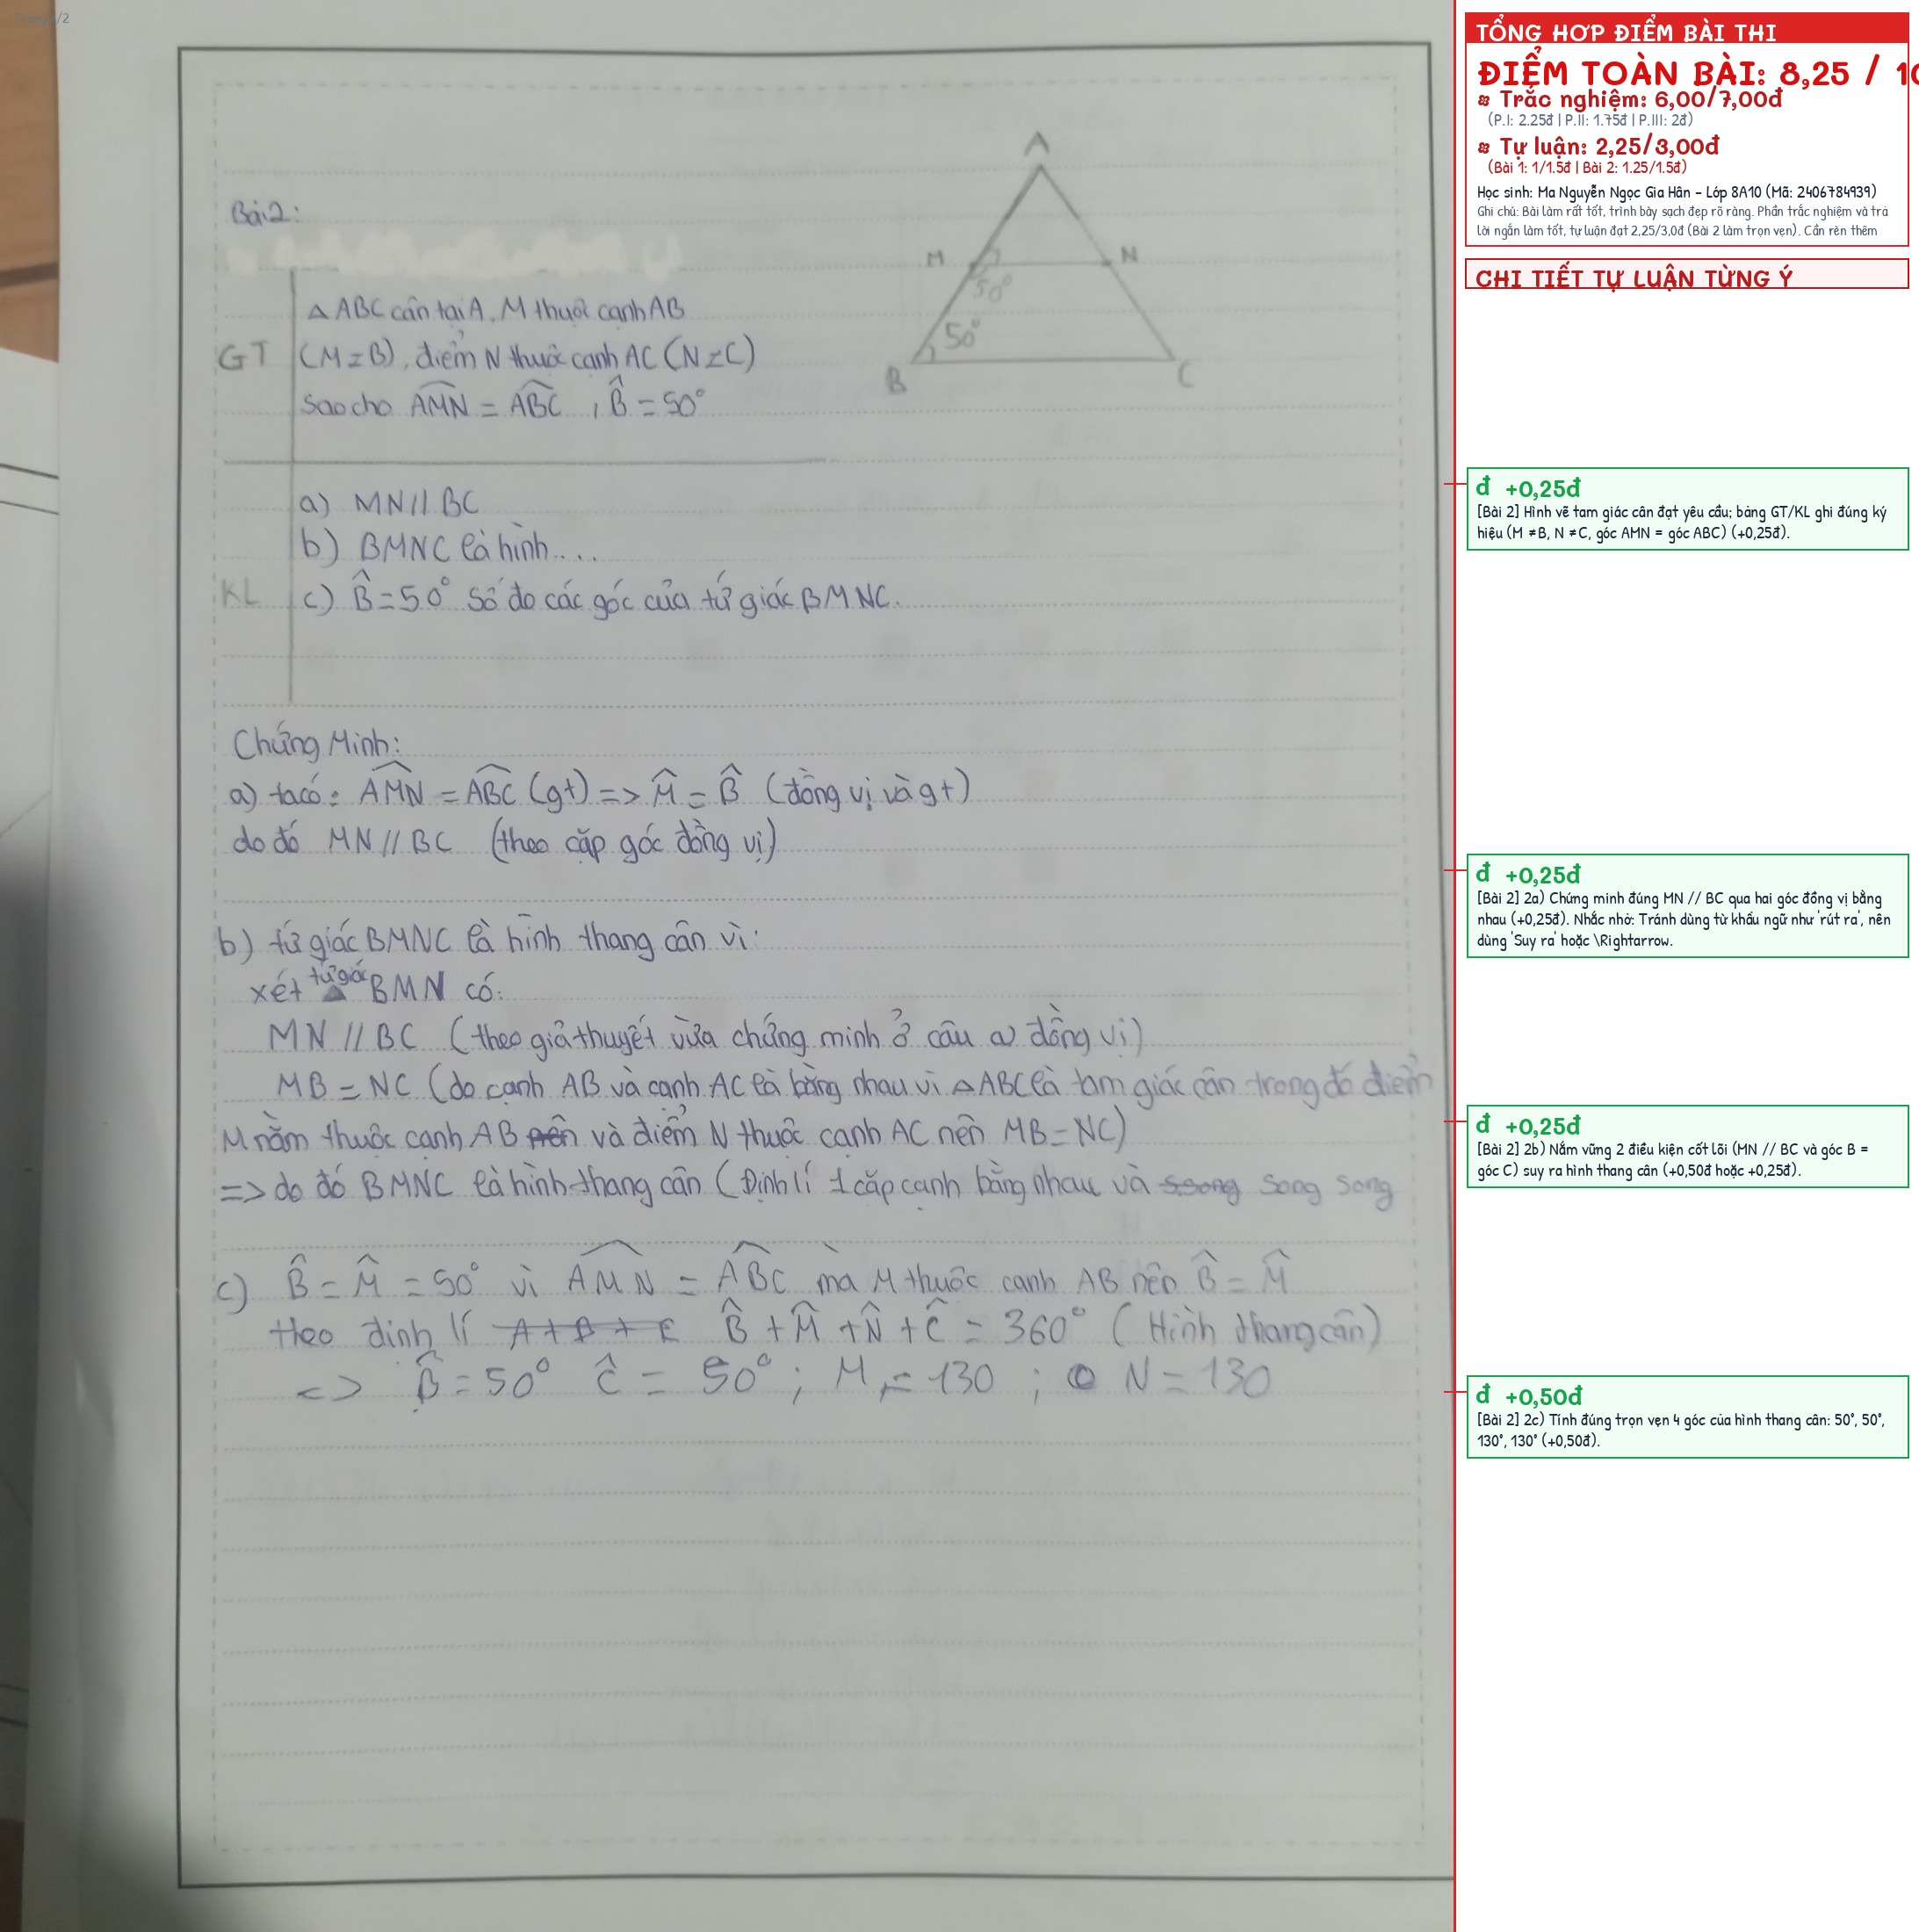 Trang 1/2
Bài 2:
A
M
N
50°
50°
B
C
GT
△ ABC cân tại A, M thuộc cạnh AB
(M ≠ B), điểm N thuộc cạnh AC (N ≠ C)
sao cho AMN = ABC , B̂ = 50°
KL
a) MN // BC
b) BMNC là hình...
c) B̂ = 50° Số đo các góc của tứ giác BMNC.
Chứng Minh:
a) ta có: AMN = ABC (gt) => M̂ = B̂ (đồng vị và gt)
do đó MN // BC (theo cặp góc đồng vị)
b) tứ giác BMNC là hình thang cân vì:
xét tứ giác BMN có:
MN // BC (theo giả thuyết vừa chứng minh ở câu a) đồng vị)
MB = NC (do cạnh AB và cạnh AC là bằng nhau vì △ABC là tam giác cân trong đó điểm
M nằm thuộc cạnh AB nên và điểm N thuộc cạnh AC nên MB = NC)
=> do đó BMNC là hình thang cân (Định lí 1 cặp cạnh bằng nhau và song song
c) B̂ = M̂ = 50° vì AMN = ABC mà M thuộc cạnh AB nên B̂ = M̂
theo định lí B̂ + M̂ + N̂ + Ĉ = 360° (Hình thang cân)
<=> B̂ = 50° Ĉ = 50° ; M = 130 ; N = 130
TỔNG HỢP ĐIỂM BÀI THI
ĐIỂM TOÀN BÀI: 8,25 / 10
Trắc nghiệm: 6,00/7,00đ
(P.I: 2.25đ | P.II: 1.75đ | P.III: 2đ)
Tự luận: 2,25/3,00đ
(Bài 1: 1/1.5đ | Bài 2: 1.25/1.5đ)
Học sinh: Ma Nguyễn Ngọc Gia Hân - Lớp 8A10 (Mã: 2406784939)
Ghi chú: Bài làm rất tốt, trình bày sạch đẹp rõ ràng. Phần trắc nghiệm và trả
lời ngắn làm tốt, tự luận đạt 2,25/3,0đ (Bài 2 làm trọn vẹn). Cần rèn thêm
CHI TIẾT TỰ LUẬN TỪNG Ý
đ +0,25đ
[Bài 2] Hình vẽ tam giác cân đạt yêu cầu; bảng GT/KL ghi đúng ký
hiệu (M ≠B, N ≠C, góc AMN = góc ABC) (+0,25đ).
đ +0,25đ
[Bài 2] 2a) Chứng minh đúng MN // BC qua hai góc đồng vị bằng
nhau (+0,25đ). Nhắc nhở: Tránh dùng từ khẩu ngữ như 'rút ra', nên
dùng 'Suy ra' hoặc \Rightarrow.
đ +0,25đ
[Bài 2] 2b) Nắm vững 2 điều kiện cốt lõi (MN // BC và góc B =
góc C) suy ra hình thang cân (+0,50đ hoặc +0,25đ).
đ +0,50đ
[Bài 2] 2c) Tính đúng trọn vẹn 4 góc của hình thang cân: 50°, 50°,
130°, 130° (+0,50đ).